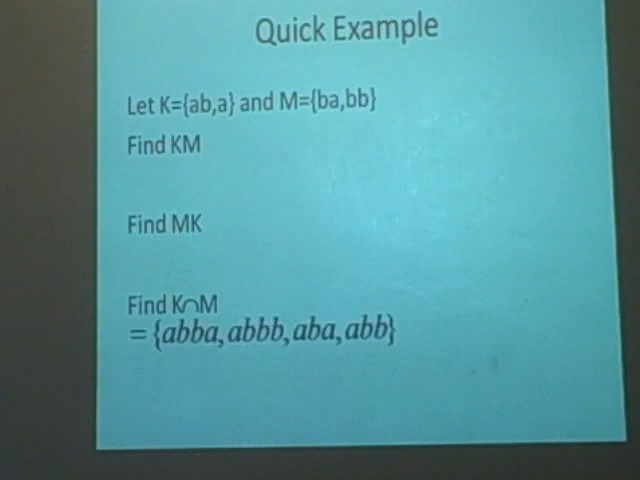 Quick Example
Let K={ab,a} and M={ba,bb}
Find KM
Find MK
Find K∩M
={abba,abbb,aba,abb}